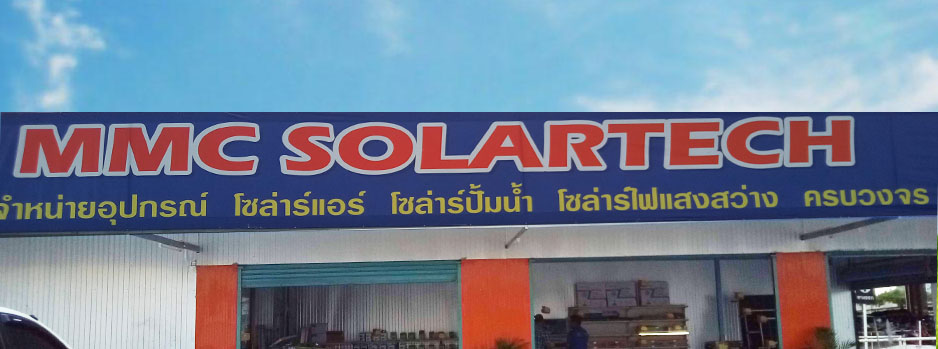 MMC SOLARTECH
จำหน่ายอุปกรณ์ โซล่าร์แอร์ โซล่าร์ปั้มน้ำ โซล่าร์ไฟแสงสว่าง ครบวงจร